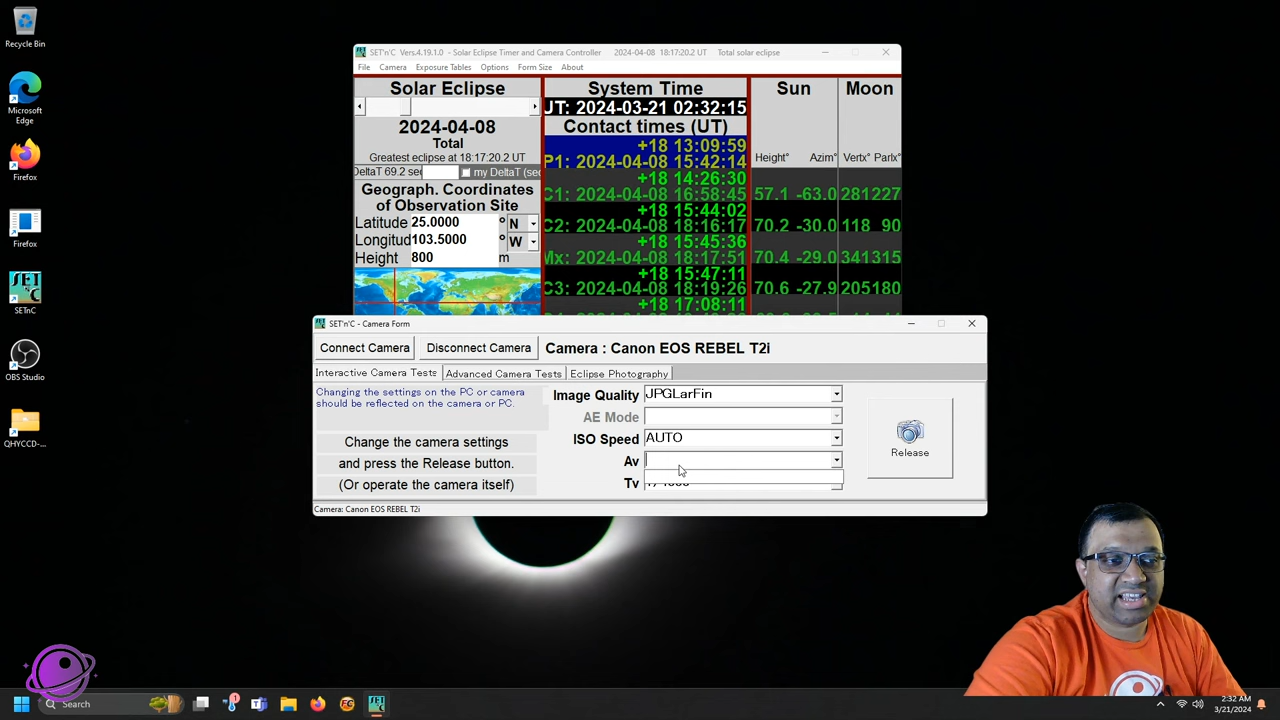 Recycle Bin
Microsoft
Edge
Firefox
Firefox
SET
n'C
SETnC
OBS Studio
QHYCCD-...
SET'n'C Vers.4.19.1.0 - Solar Eclipse Timer and Camera Controller 2024-04-08 18:17:20.2 UT Total solar eclipse
File Camera Exposure Tables Options Form Size About
Solar Eclipse
2024-04-08
Total
Greatest eclipse at 18:17:20.2 UT
DeltaT 69.2 sec my DeltaT (sec
Geograph. Coordinates
of Observation Site
Latitude 25.0000 ° N
Longitud 103.5000 ° W
Height 800 m
System Time
UT: 2024-03-21 02:32:15
Contact times (UT)
+18 13:09:59
P1: 2024-04-08 15:42:14
+18 14:26:30
C1: 2024-04-08 16:58:45
+18 15:44:02
C2: 2024-04-08 18:16:17
+18 15:45:36
Mx: 2024-04-08 18:17:51
+18 15:47:11
C3: 2024-04-08 18:19:26
+18 17:08:11
Sun Moon
Height° Azim° Vertx° Parlx°
57.1 -63.0 281 227
70.2 -30.0 118 90
70.4 -29.0 341 315
70.6 -27.9 205 180
SET'n'C - Camera Form
Connect Camera Disconnect Camera Camera : Canon EOS REBEL T2i
Interactive Camera Tests Advanced Camera Tests Eclipse Photography
Changing the settings on the PC or camera
should be reflected on the camera or PC.
Change the camera settings
and press the Release button.
(Or operate the camera itself)
Image Quality JPGLarFin
AE Mode
ISO Speed AUTO
Av
Tv
Release
Camera: Canon EOS REBEL T2i
Search
2:32 AM
3/21/2024